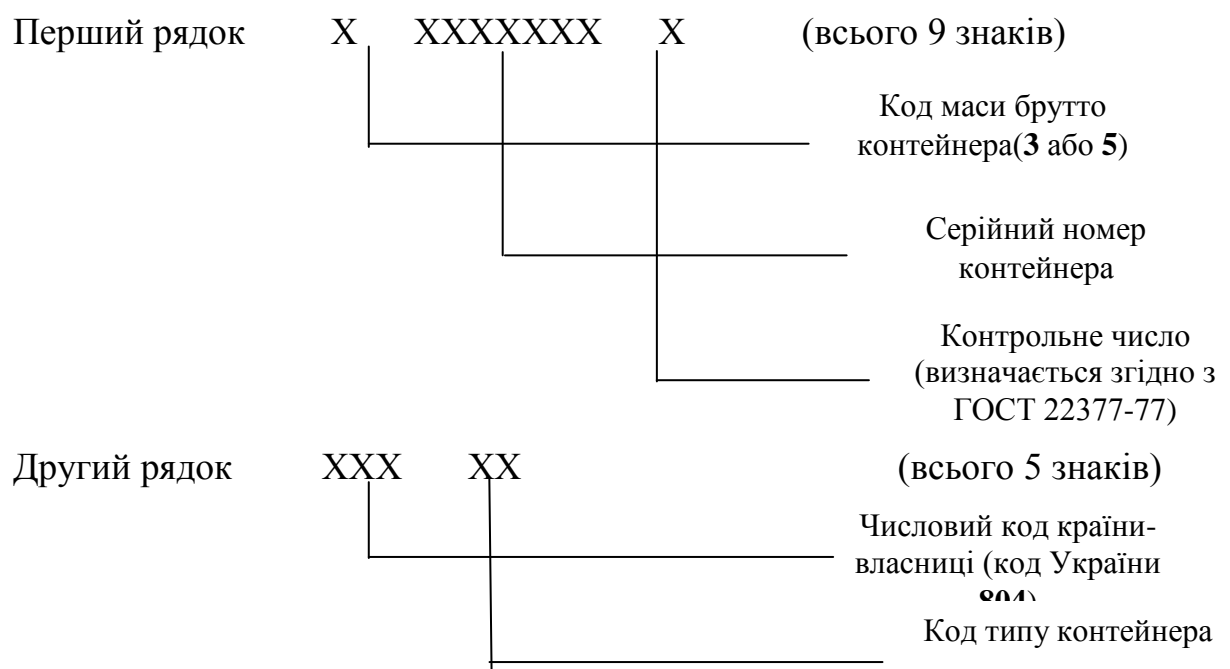 Перший рядок X XXXXXXX X (всього 9 знаків)
Код маси брутто
контейнера(3 або 5)
Серійний номер
контейнера
Контрольне число
(визначається згідно з
ГОСТ 22377-77)
Другий рядок XXX XX (всього 5 знаків)
Числовий код країни-
власниці (код України
804)
Код типу контейнера